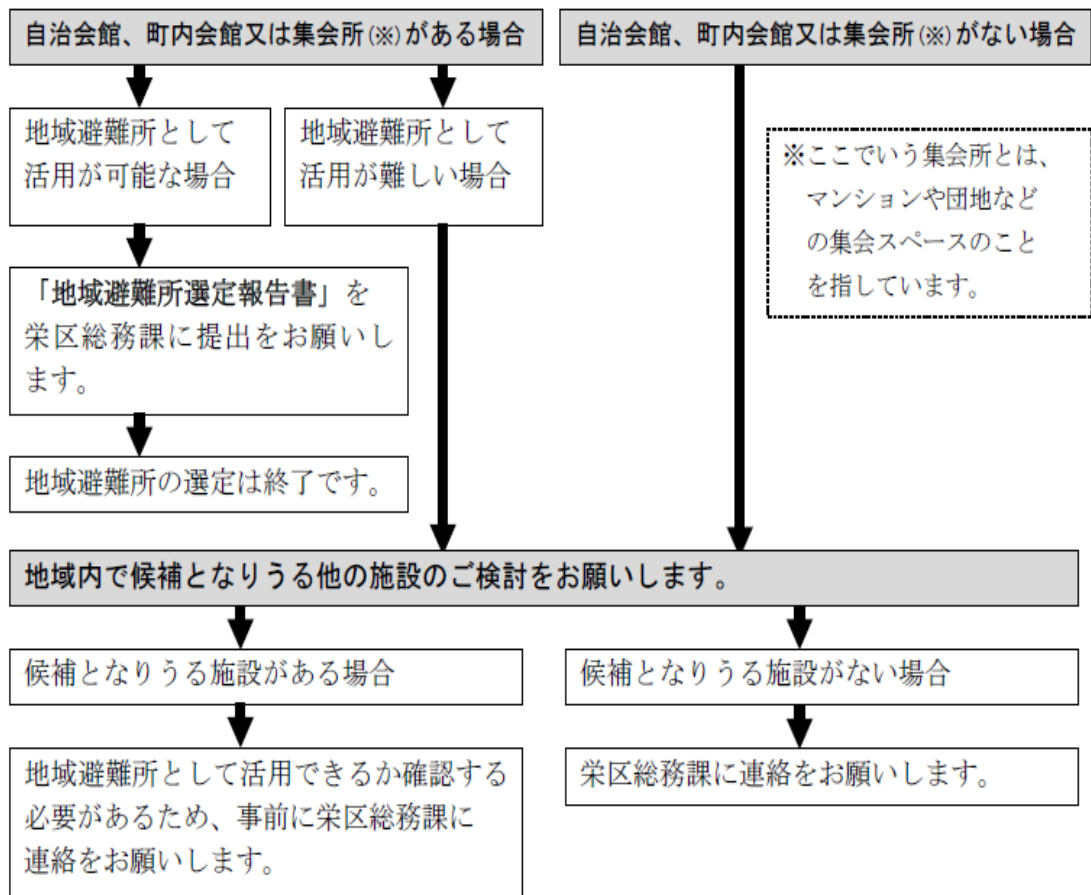 自治会館、町内会館又は集会所(※)がある場合
自治会館、町内会館又は集会所(※)がない場合
地域避難所として
活用が可能な場合
地域避難所として
活用が難しい場合
※ここでいう集会所とは、
マンションや団地など
の集会スペースのこと
を指しています。
「地域避難所選定報告書」を
栄区総務課に提出をお願いし
ます。
地域避難所の選定は終了です。
地域内で候補となりうる他の施設のご検討をお願いします。
候補となりうる施設がある場合
候補となりうる施設がない場合
地域避難所として活用できるか確認する
必要があるため、事前に栄区総務課に
連絡をお願いします。
栄区総務課に連絡をお願いします。